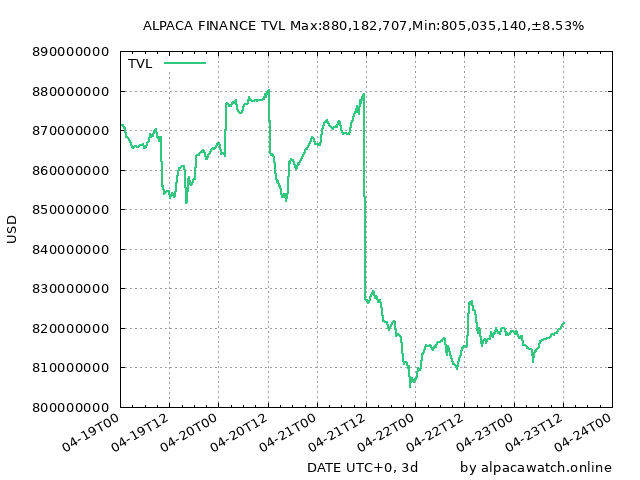 ALPACA FINANCE TVL Max:880,182,707,Min:805,035,140,±8.53%
890000000
TVL
880000000
870000000
860000000
850000000
USD
840000000
830000000
820000000
810000000
800000000
04-19T00
04-19T12
04-20T00
04-20T12
04-21T00
04-21T12
04-22T00
04-22T12
04-23T00
04-23T12
04-24T00
DATE UTC+0, 3d
by alpacawatch.online